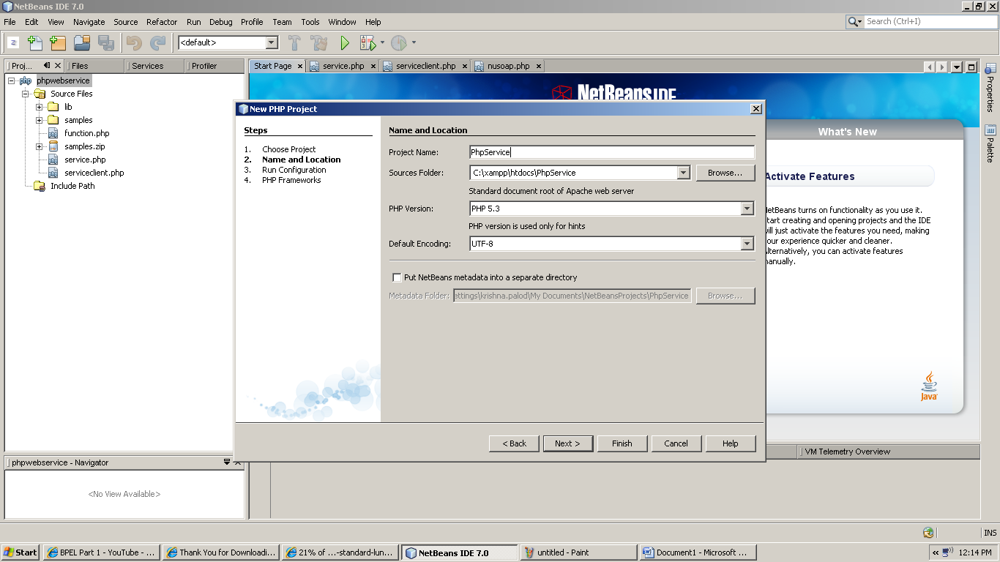 NetBeans IDE 7.0
File Edit View Navigate Source Refactor Run Debug Profile Team Tools Window Help
Search (Ctrl+I)
<default>
Proj... Files Services Profiler
Start Page service.php serviceclient.php nusoap.php
phpwebservice
Source Files
lib
samples
function.php
samples.zip
service.php
serviceclient.php
Include Path
NetBeans IDE
New PHP Project
Steps
1. Choose Project
2. Name and Location
3. Run Configuration
4. PHP Frameworks
Name and Location
Project Name: PhpService
Sources Folder: C:\xampp\htdocs\PhpService Browse...
Standard document root of Apache web server
PHP Version: PHP 5.3
PHP version is used only for hints
Default Encoding: UTF-8
Put NetBeans metadata into a separate directory
Metadata Folder: ettings\krishna.palod\My Documents\NetBeansProjects\PhpService Browse...
< Back Next > Finish Cancel Help
What's New
Activate Features
etBeans turns on functionality as you use it.
tart creating and opening projects and the IDE
ill just activate the features you need, making
our experience quicker and cleaner.
lternatively, you can activate features
anually.
Java
Properties
Palette
VM Telemetry Overview
phpwebservice - Navigator
<No View Available>
INS
Start BPEL Part 1 - YouTube - ... Thank You for Downloadi... 21% of ...-standard-lun... NetBeans IDE 7.0 untitled - Paint Document1 - Microsoft ... « 12:14 PM